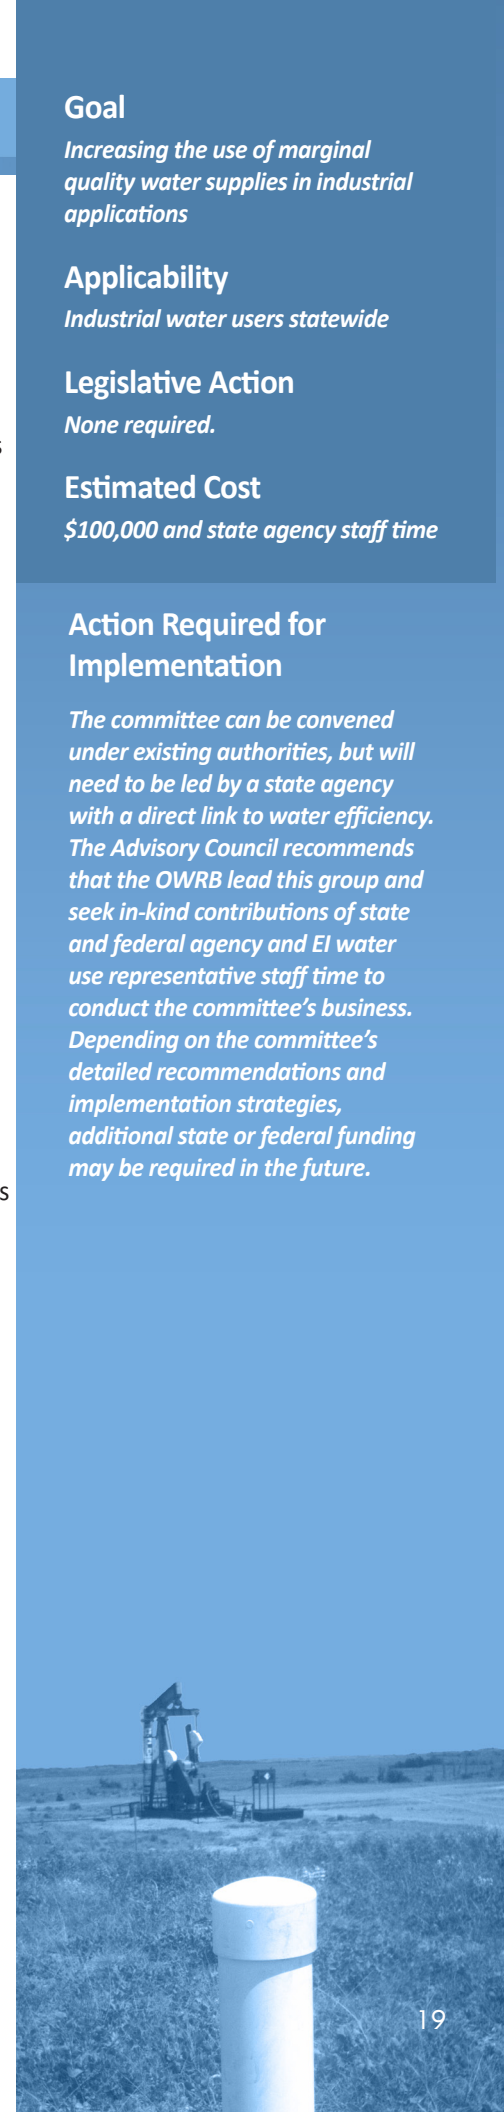 Goal
Increasing the use of marginal
quality water supplies in industrial
applications
Applicability
Industrial water users statewide
Legislative Action
None required.
Estimated Cost
$100,000 and state agency staff time
s
Action Required for
Implementation
The committee can be convened
under existing authorities, but will
need to be led by a state agency
with a direct link to water efficiency.
The Advisory Council recommends
that the OWRB lead this group and
seek in-kind contributions of state
and federal agency and EI water
use representative staff time to
conduct the committee's business.
Depending on the committee's
detailed recommendations and
implementation strategies,
additional state or federal funding
may be required in the future.
s
19